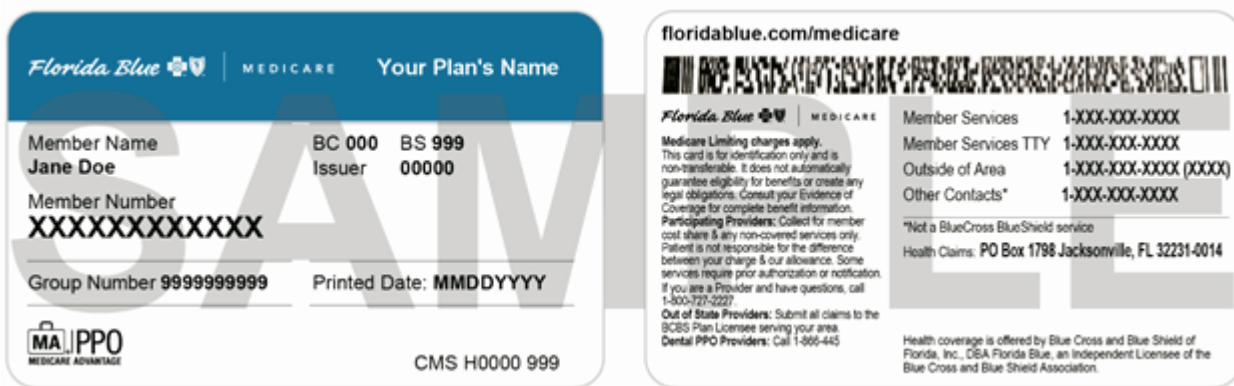 Florida Blue MEDICARE Your Plan's Name
Member Name BC 000 BS 999
Jane Doe Issuer 00000
Member Number
XXXXXXXXXXXX
Group Number 9999999999 Printed Date: MMDDYYYY
MA PPO
MEDICARE ADVANTAGE
CMS H0000 999
floridablue.com/medicare
Florida Blue MEDICARE
Medicare Limiting charges apply.
This card is for identification only and is
non-transferable. It does not automatically
guarantee eligibility for benefits or create any
legal obligations. Consult your Evidence of
Coverage for complete benefit information.
Participating Providers: Collect for member
cost share & any non-covered services only.
Patient is not responsible for the difference
between your charge & our allowance. Some
services require prior authorization or notification.
If you are a Provider and have questions, call
1-800-727-2227.
Out of State Providers: Submit all claims to the
BCBS Plan Licensee serving your area.
Dental PPO Providers: Call 1-866-445
Member Services 1-XXX-XXX-XXXX
Member Services TTY 1-XXX-XXX-XXXX
Outside of Area 1-XXX-XXX-XXXX (XXXX)
Other Contacts* 1-XXX-XXX-XXXX
*Not a BlueCross BlueShield service
Health Claims: PO Box 1798 Jacksonville, FL 32231-0014
Health coverage is offered by Blue Cross and Blue Shield of
Florida, Inc., DBA Florida Blue, an Independent Licensee of the
Blue Cross and Blue Shield Association.
SAMPLE